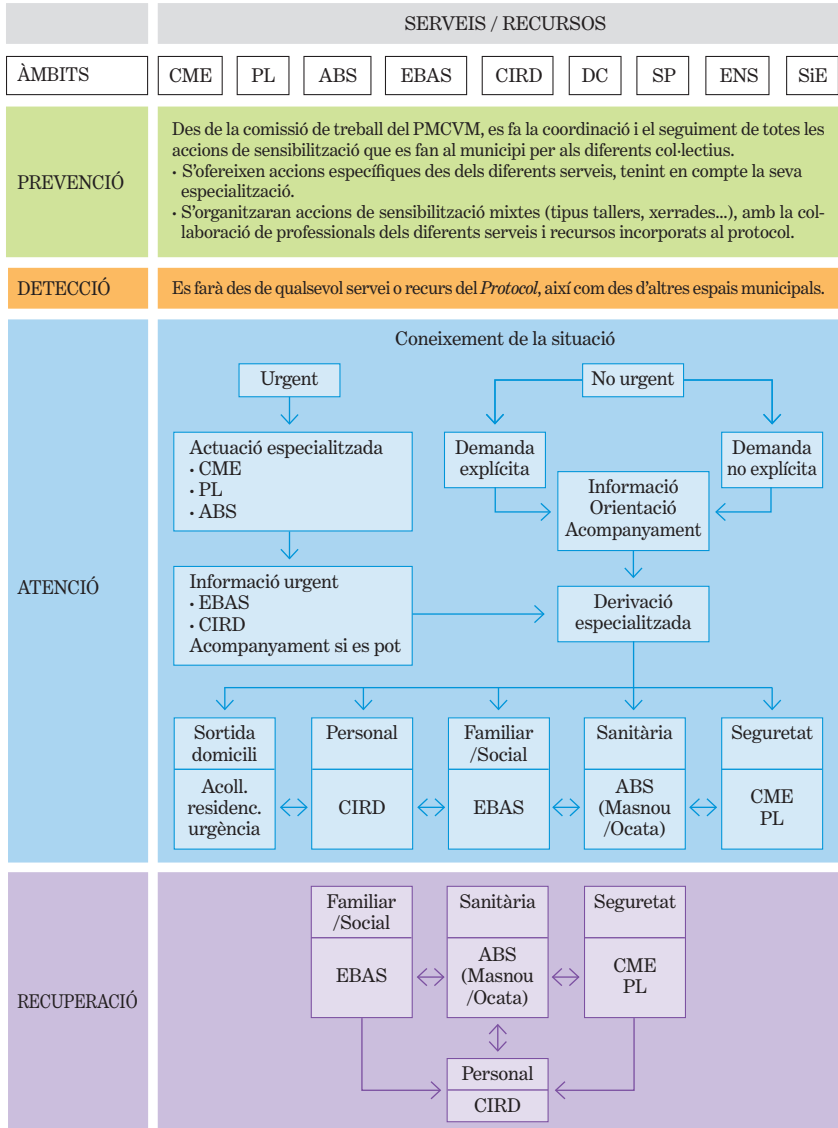 SERVEIS / RECURSOS
ÀMBITS
CME
PL
ABS
EBAS
CIRD
DC
SP
ENS
SiE
PREVENCIÓ
Des de la comissió de treball del PMCVM, es fa la coordinació i el seguiment de totes les
accions de sensibilització que es fan al municipi per als diferents col·lectius.
· S'ofereixen accions específiques des dels diferents serveis, tenint en compte la seva
especialització.
· S'organitzaran accions de sensibilització mixtes (tipus tallers, xerrades...), amb la col-
laboració de professionals dels diferents serveis i recursos incorporats al protocol.
DETECCIÓ
Es farà des de qualsevol servei o recurs del Protocol, així com des d'altres espais municipals.
ATENCIÓ
Coneixement de la situació
Urgent
No urgent
Actuació especialitzada
· CME
· PL
· ABS
Demanda
explícita
Demanda
no explícita
Informació
Orientació
Acompanyament
Informació urgent
· EBAS
· CIRD
Acompanyament si es pot
Derivació
especialitzada
Sortida
domicili
Acoll.
residenc.
urgència
Personal
CIRD
Familiar
/Social
EBAS
Sanitària
ABS
(Masnou
/Ocata)
Seguretat
CME
PL
RECUPERACIÓ
Familiar
/Social
EBAS
Sanitària
ABS
(Masnou
/Ocata)
Seguretat
CME
PL
Personal
CIRD